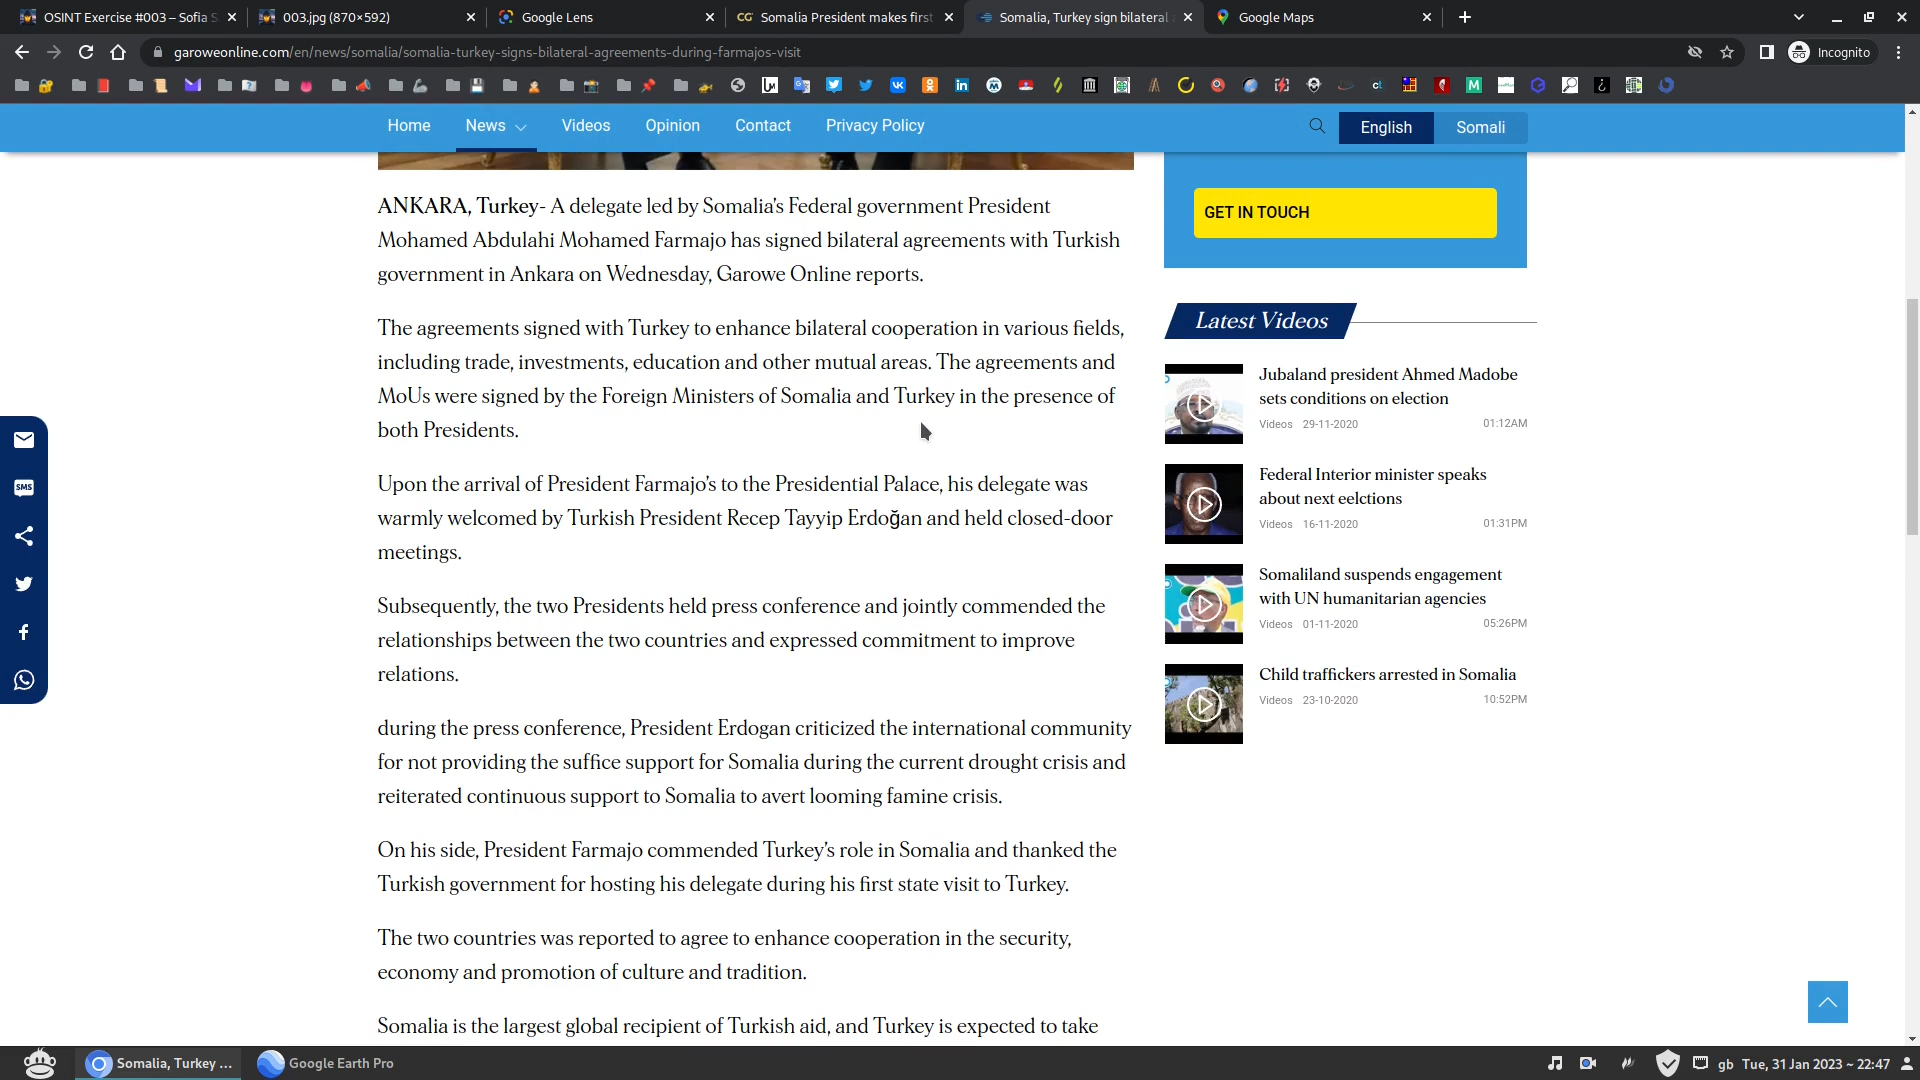 OSINT Exercise #003 – Sofia S
003.jpg (870×592)
Google Lens
Somalia President makes first
Somalia, Turkey sign bilateral
Google Maps
garoweonline.com/en/news/somalia/somalia-turkey-signs-bilateral-agreements-during-farmajos-visit
Incognito
Home
News
Videos
Opinion
Contact
Privacy Policy
English
Somali
ANKARA, Turkey- A delegate led by Somalia's Federal government President
Mohamed Abdulahi Mohamed Farmajo has signed bilateral agreements with Turkish
government in Ankara on Wednesday, Garowe Online reports.
The agreements signed with Turkey to enhance bilateral cooperation in various fields,
including trade, investments, education and other mutual areas. The agreements and
MoUs were signed by the Foreign Ministers of Somalia and Turkey in the presence of
both Presidents.
Upon the arrival of President Farmajo's to the Presidential Palace, his delegate was
warmly welcomed by Turkish President Recep Tayyip Erdoğan and held closed-door
meetings.
Subsequently, the two Presidents held press conference and jointly commended the
relationships between the two countries and expressed commitment to improve
relations.
during the press conference, President Erdogan criticized the international community
for not providing the suffice support for Somalia during the current drought crisis and
reiterated continuous support to Somalia to avert looming famine crisis.
On his side, President Farmajo commended Turkey's role in Somalia and thanked the
Turkish government for hosting his delegate during his first state visit to Turkey.
The two countries was reported to agree to enhance cooperation in the security,
economy and promotion of culture and tradition.
Somalia is the largest global recipient of Turkish aid, and Turkey is expected to take
SMS
GET IN TOUCH
Latest Videos
Jubaland president Ahmed Madobe
sets conditions on election
Videos 29-11-2020 01:12AM
Federal Interior minister speaks
about next eelctions
Videos 16-11-2020 01:31PM
Somaliland suspends engagement
with UN humanitarian agencies
Videos 01-11-2020 05:26PM
Child traffickers arrested in Somalia
Videos 23-10-2020 10:52PM
Somalia, Turkey ...
Google Earth Pro
gb Tue, 31 Jan 2023 ~ 22:47